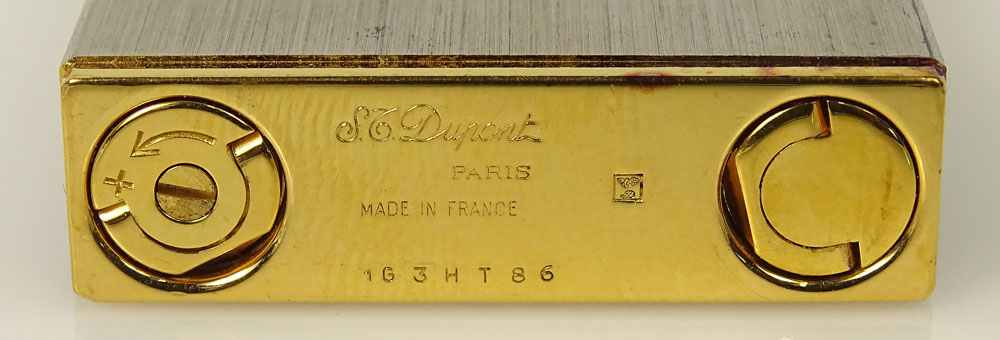 S.T. Dupont
PARIS
MADE IN FRANCE
1G3HT86
+